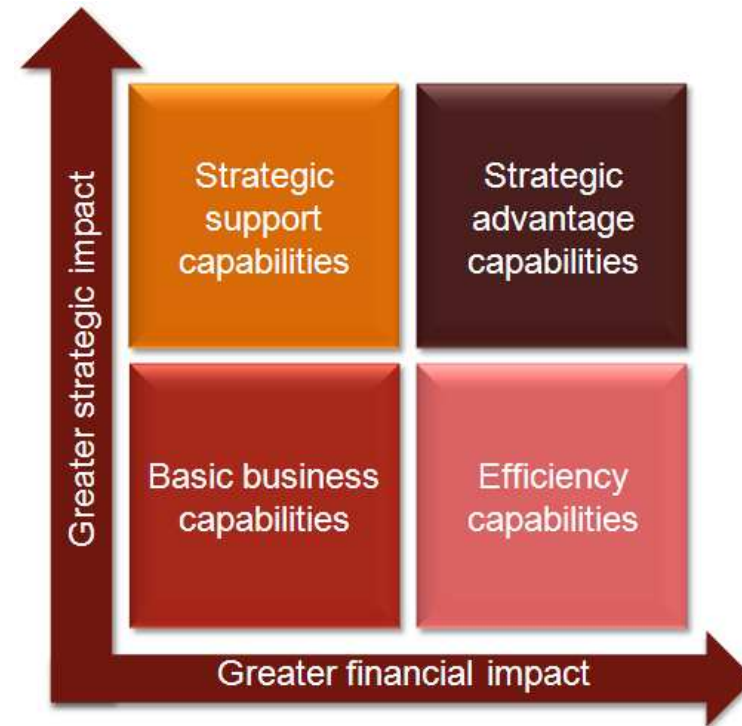 Greater strategic impact
Strategic
support
capabilities
Strategic
advantage
capabilities
Basic business
capabilities
Efficiency
capabilities
Greater financial impact